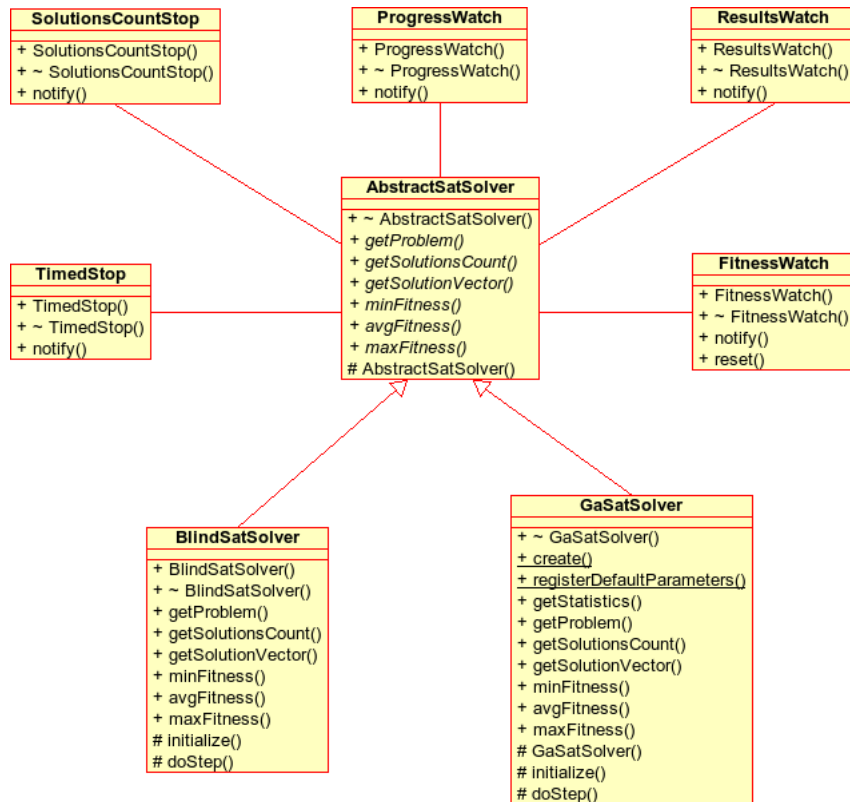 SolutionsCountStop
+ SolutionsCountStop()
+ ~ SolutionsCountStop()
+ notify()
ProgressWatch
+ ProgressWatch()
+ ~ ProgressWatch()
+ notify()
ResultsWatch
+ ResultsWatch()
+ ~ ResultsWatch()
+ notify()
AbstractSatSolver
+ ~ AbstractSatSolver()
+ getProblem()
+ getSolutionsCount()
+ getSolutionVector()
+ minFitness()
+ avgFitness()
+ maxFitness()
# AbstractSatSolver()
TimedStop
+ TimedStop()
+ ~ TimedStop()
+ notify()
FitnessWatch
+ FitnessWatch()
+ ~ FitnessWatch()
+ notify()
+ reset()
BlindSatSolver
+ BlindSatSolver()
+ ~ BlindSatSolver()
+ getProblem()
+ getSolutionsCount()
+ getSolutionVector()
+ minFitness()
+ avgFitness()
+ maxFitness()
# initialize()
# doStep()
GaSatSolver
+ ~ GaSatSolver()
+ create()
+ registerDefaultParameters()
+ getStatistics()
+ getProblem()
+ getSolutionsCount()
+ getSolutionVector()
+ minFitness()
+ avgFitness()
+ maxFitness()
# GaSatSolver()
# initialize()
# doStep()